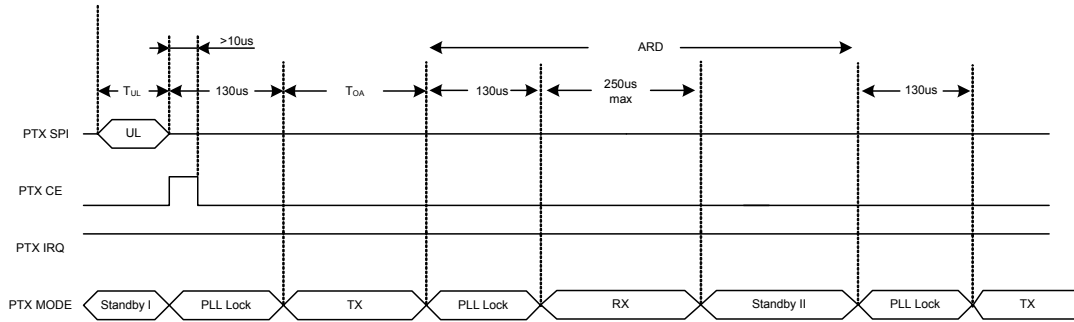 >10us
ARD
TUL
130us
TOA
130us
250us
max
130us
PTX SPI
UL
PTX CE
PTX IRQ
PTX MODE
Standby I
PLL Lock
TX
PLL Lock
RX
Standby II
PLL Lock
TX